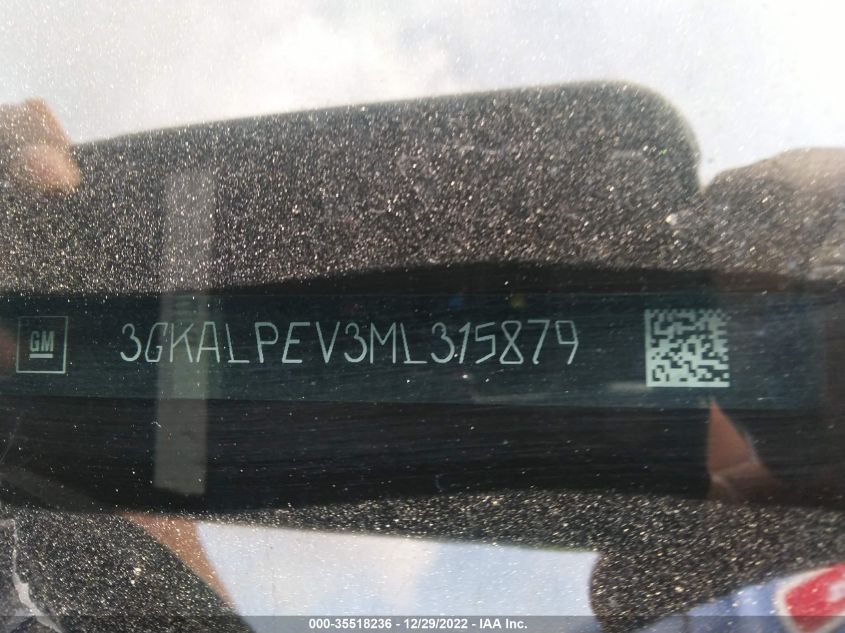 GM
3GKALPEV3ML315879
000-35518236 - 12/29/2022 - IAA Inc.